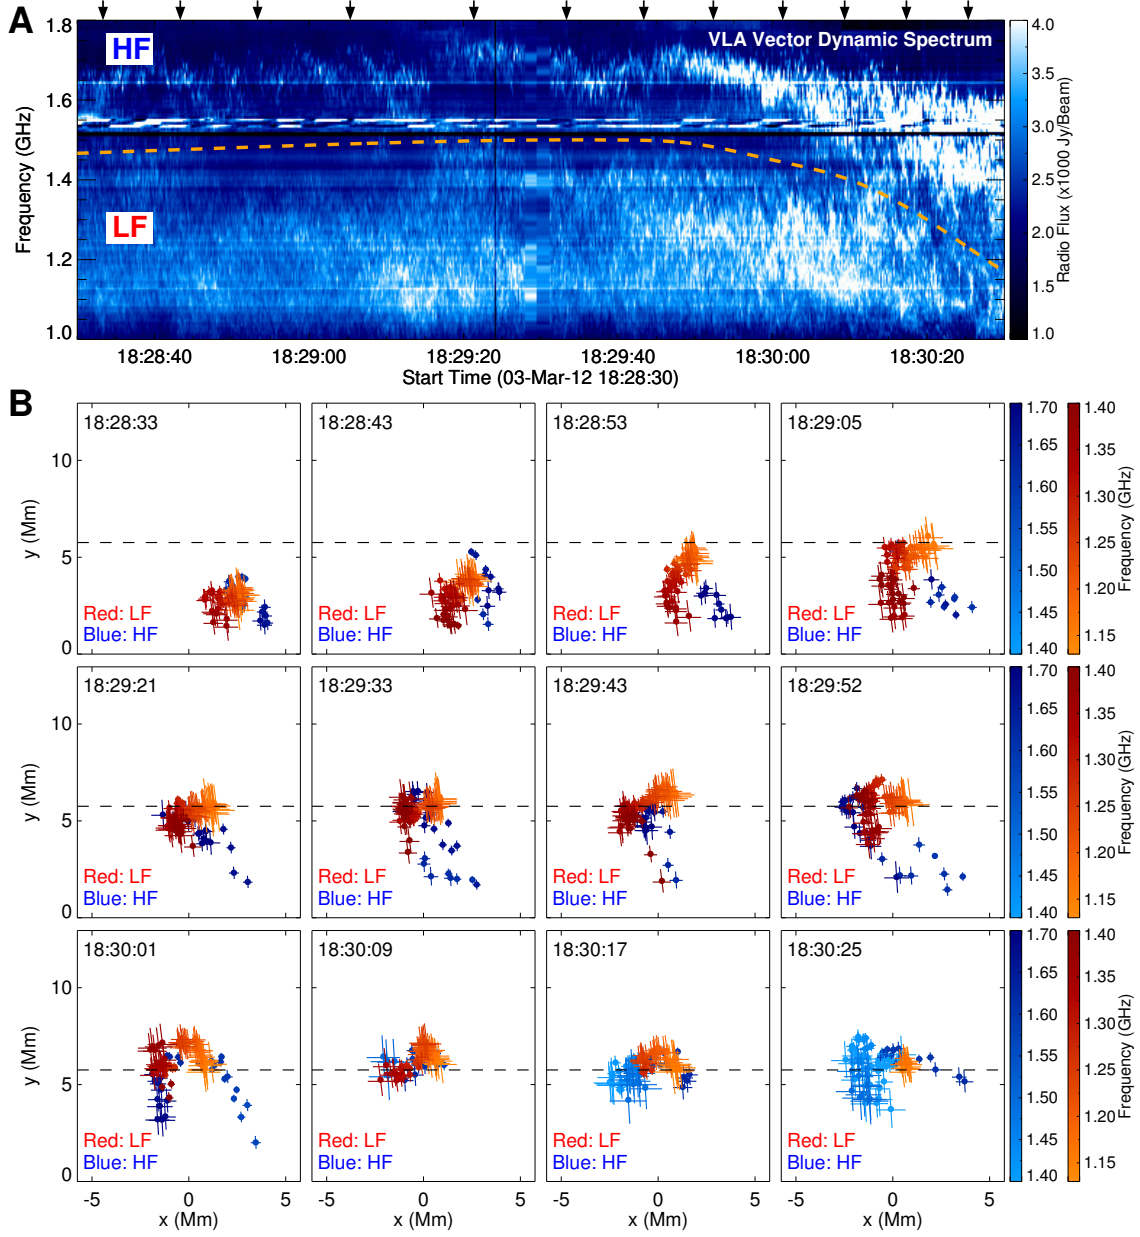 A
HF
VLA Vector Dynamic Spectrum
LF
Frequency (GHz)
1.8
1.6
1.4
1.2
1.0
18:28:40
18:29:00
18:29:20
18:29:40
18:30:00
18:30:20
Start Time (03-Mar-12 18:28:30)
4.0
3.5
3.0
2.5
2.0
1.5
1.0
Radio Flux (x1000 Jy/Beam)
B
18:28:33
Red: LF
Blue: HF
18:28:43
Red: LF
Blue: HF
18:28:53
Red: LF
Blue: HF
18:29:05
y (Mm)
10
5
0
1.70
1.65
1.60
1.55
1.50
1.45
1.40
1.40
1.35
1.30
1.25
1.20
1.15
Frequency (GHz)
18:29:21
Red: LF
Blue: HF
18:29:33
Red: LF
Blue: HF
18:29:43
Red: LF
Blue: HF
18:29:52
Red: LF
Blue: HF
y (Mm)
10
5
0
1.70
1.65
1.60
1.55
1.50
1.45
1.40
1.40
1.35
1.30
1.25
1.20
1.15
Frequency (GHz)
18:30:01
Red: LF
Blue: HF
18:30:09
Red: LF
Blue: HF
18:30:17
Red: LF
Blue: HF
18:30:25
Red: LF
Blue: HF
y (Mm)
10
5
0
1.70
1.65
1.60
1.55
1.50
1.45
1.40
1.40
1.35
1.30
1.25
1.20
1.15
Frequency (GHz)
-5 0 5
x (Mm)
-5 0 5
x (Mm)
-5 0 5
x (Mm)
-5 0 5
x (Mm)
Red: LF
Blue: HF